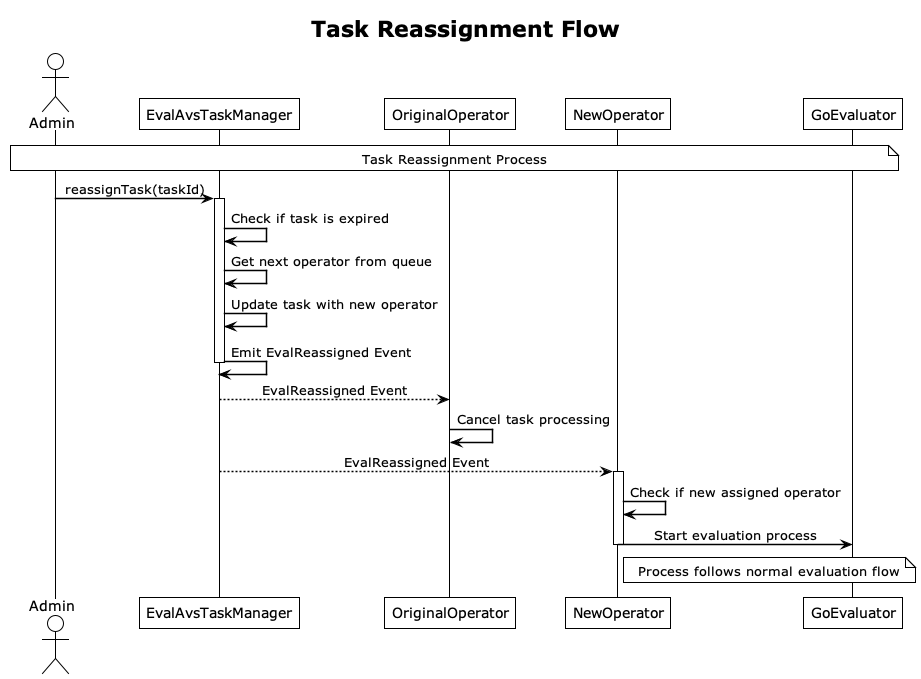 Task Reassignment Flow
Admin
EvalAvsTaskManager
OriginalOperator
NewOperator
GoEvaluator
Task Reassignment Process
reassignTask(taskId)
Check if task is expired
Get next operator from queue
Update task with new operator
Emit EvalReassigned Event
EvalReassigned Event
Cancel task processing
EvalReassigned Event
Check if new assigned operator
Start evaluation process
Process follows normal evaluation flow
Admin
EvalAvsTaskManager
OriginalOperator
NewOperator
GoEvaluator